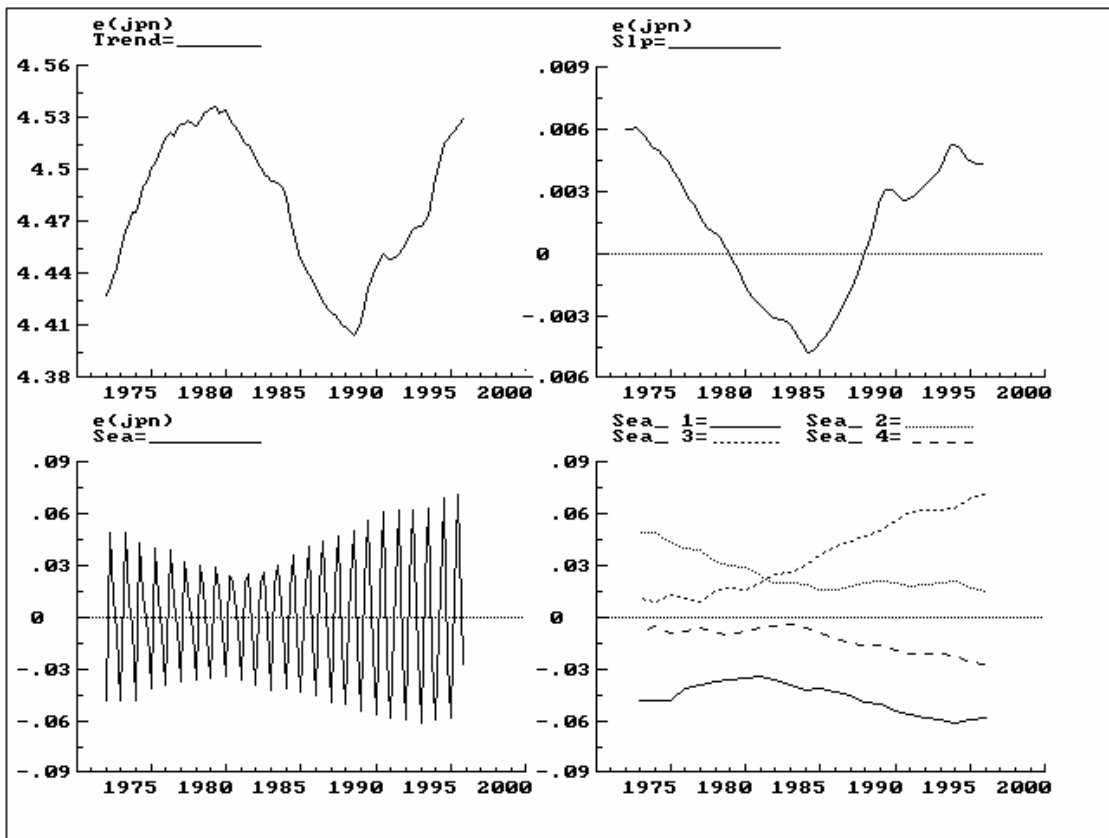 e(jpn)
Trend=
4.56
4.53
4.5
4.47
4.44
4.41
4.38
1975 1980 1985 1990 1995 2000
e(jpn)
Slp=
.009
.006
.003
0
-.003
.006
1975 1980 1985 1990 1995 2000
e(jpn)
Sea=
.09
.06
.03
0
-.03
-.06
-.09
1975 1980 1985 1990 1995 2000
Sea_ 1= Sea_ 2=
Sea_ 3= Sea_ 4=
.09
.06
.03
0
-.03
-.06
-.09
1975 1980 1985 1990 1995 2000